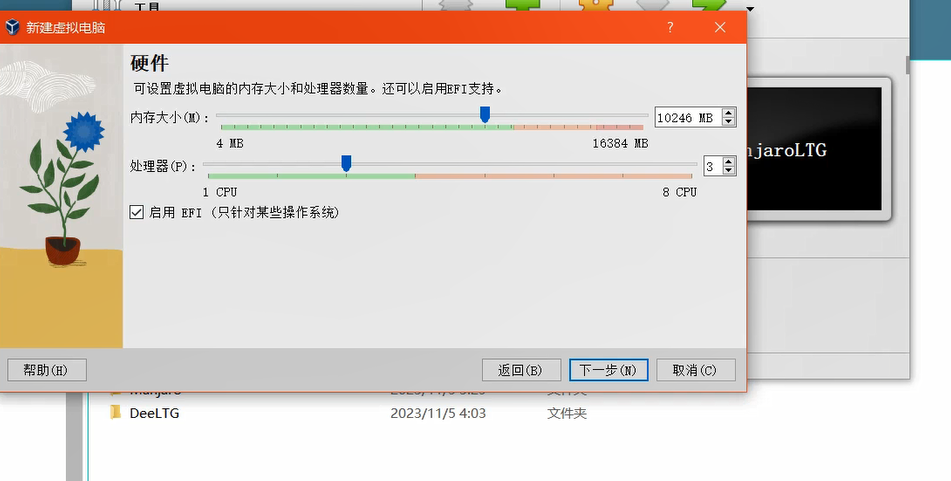 工具
新建虚拟电脑
硬件
可设置虚拟电脑的内存大小和处理器数量。还可以启用EFI支持。
内存大小(M)：
10246 MB
4 MB
16384 MB
处理器(P)：
3
1 CPU
8 CPU
启用 EFI (只针对某些操作系统)
njaroLTG
帮助(H)
返回(B)
下一步(N)
取消(C)
DeeLTG
2023/11/5 4:03
文件夹